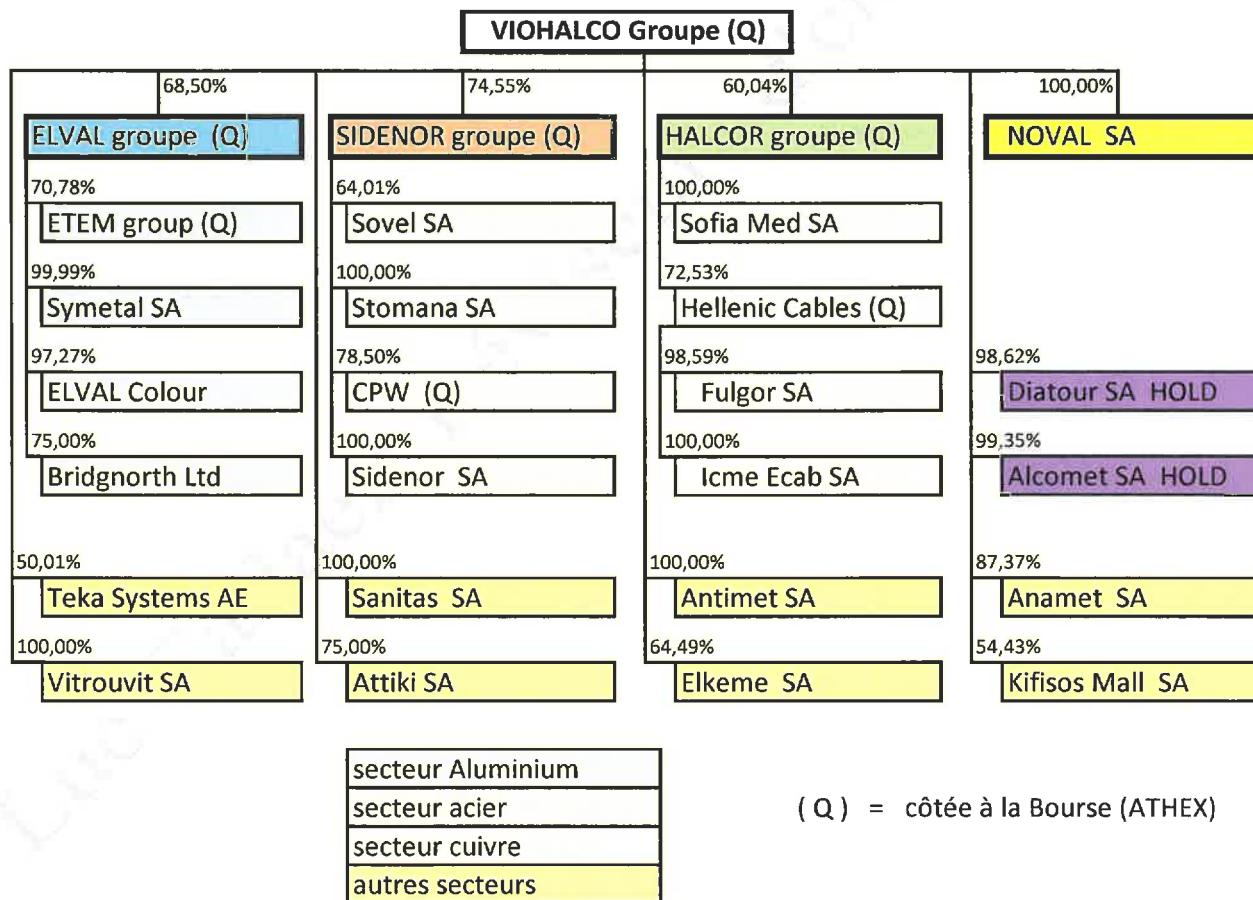 VIOHALCO Groupe (Q)
68,50% 74,55% 60,04% 100,00%
ELVAL groupe (Q) SIDENOR groupe (Q) HALCOR groupe (Q) NOVAL SA
70,78% 64,01% 100,00%
ETEM group (Q) Sovel SA Sofia Med SA
99,99% 100,00% 72,53%
Symetal SA Stomana SA Hellenic Cables (Q)
97,27% 78,50% 98,59% 98,62%
ELVAL Colour CPW (Q) Fulgor SA Diatour SA HOLD
75,00% 100,00% 100,00% 99,35%
Bridgnorth Ltd Sidenor SA Icme Ecab SA Alcomet SA HOLD
50,01% 100,00% 100,00% 87,37%
Teka Systems AE Sanitas SA Antimet SA Anamet SA
100,00% 75,00% 64,49% 54,43%
Vitrouvit SA Attiki SA Elkeme SA Kifisos Mall SA
secteur Aluminium
secteur acier
secteur cuivre
autres secteurs
( Q ) = côtée à la Bourse (ATHEX)